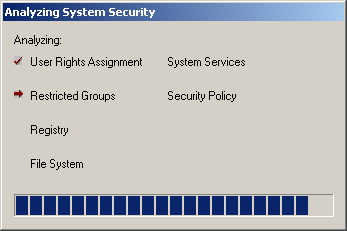 Analyzing System Security
Analyzing:
User Rights Assignment System Services
Restricted Groups Security Policy
Registry
File System